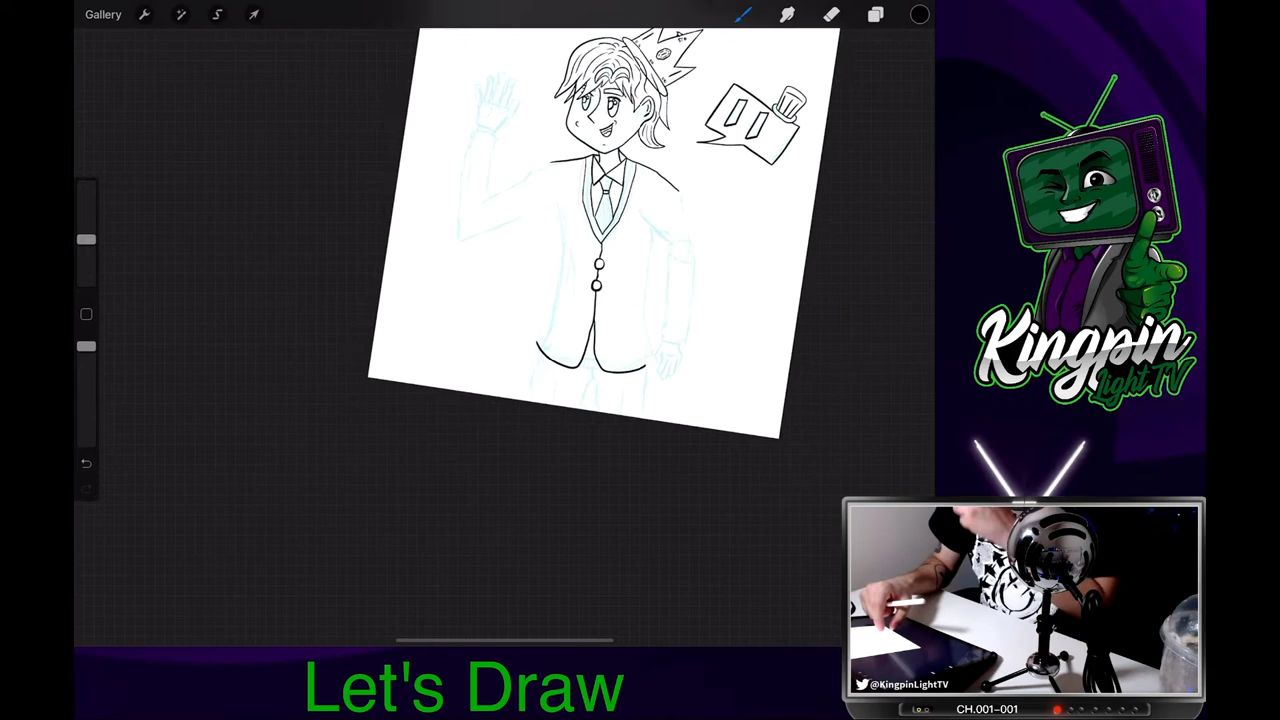 Gallery
Kingpin
Light TV
@KingpinLightTV
CH.001-001
Let's Draw